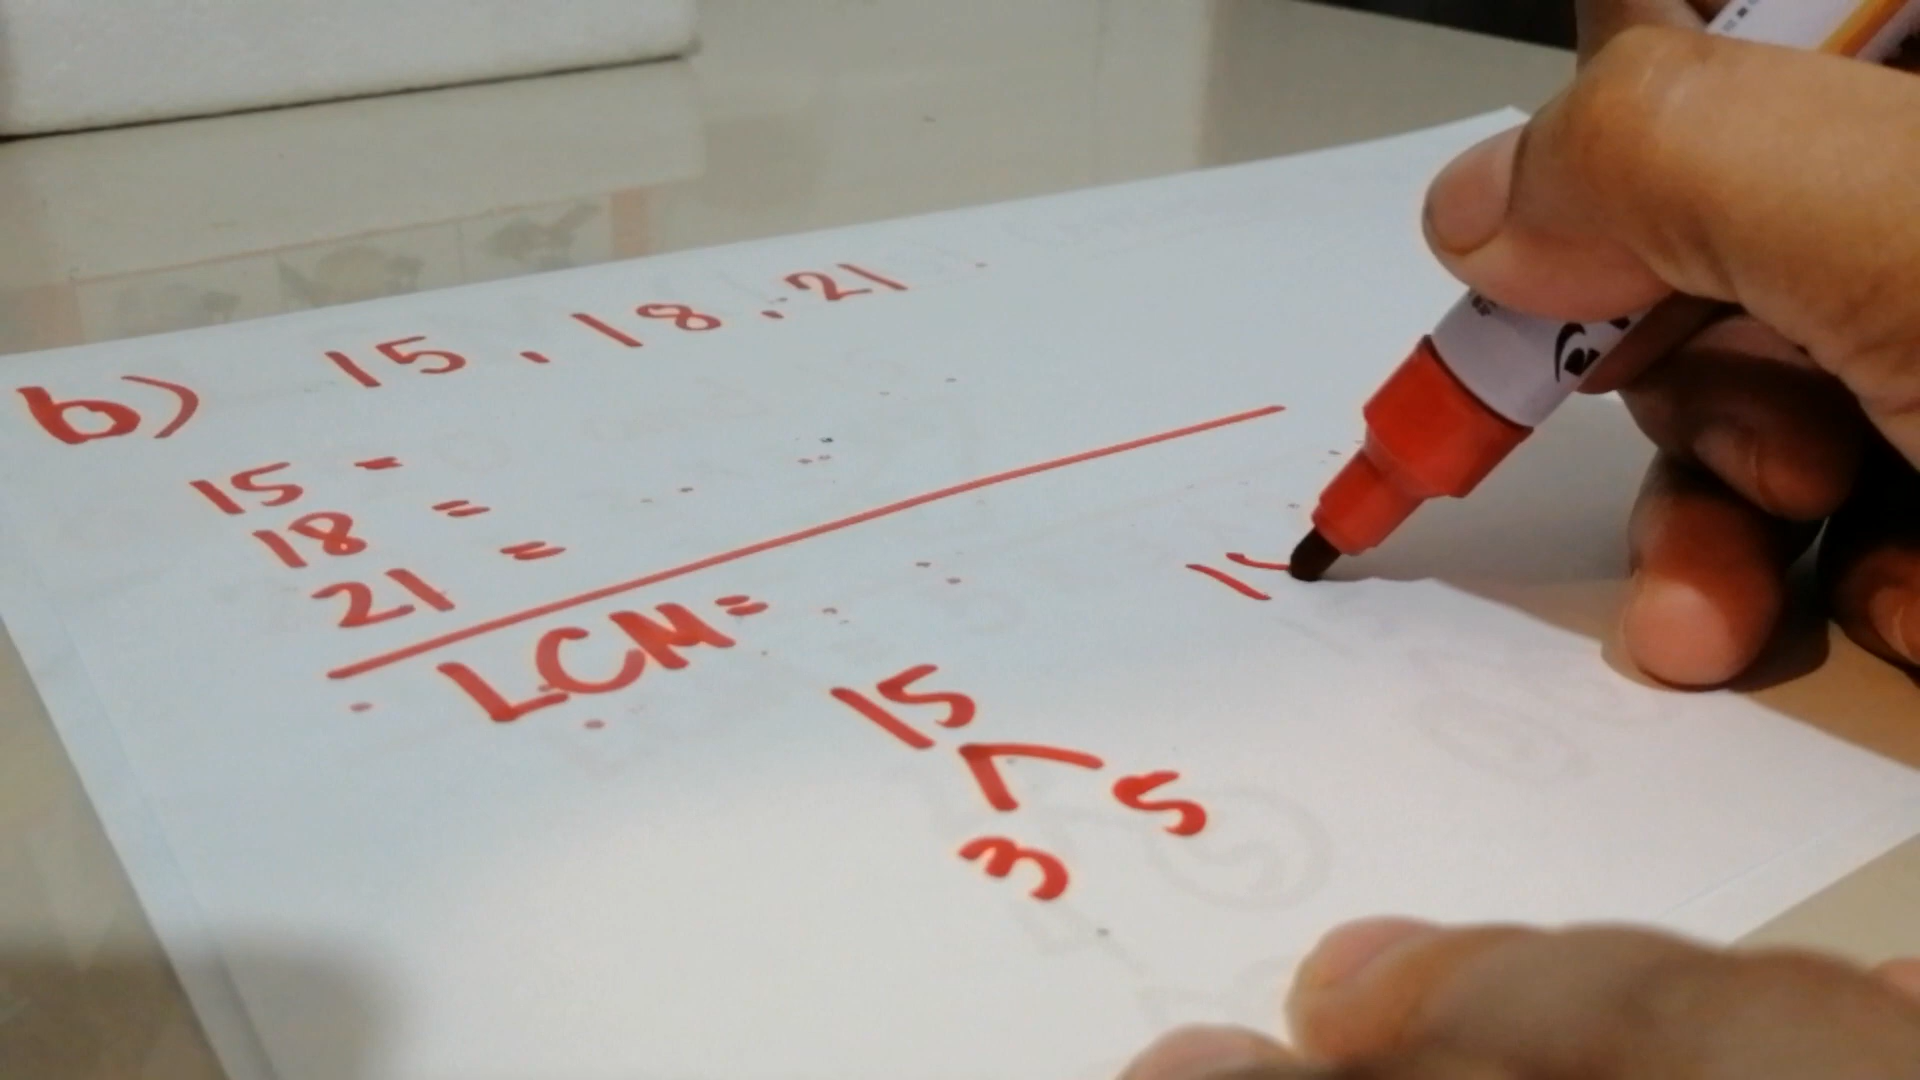 b) 15, 18, 21
15 =
18 =
21 =
LCM =
15
3 5